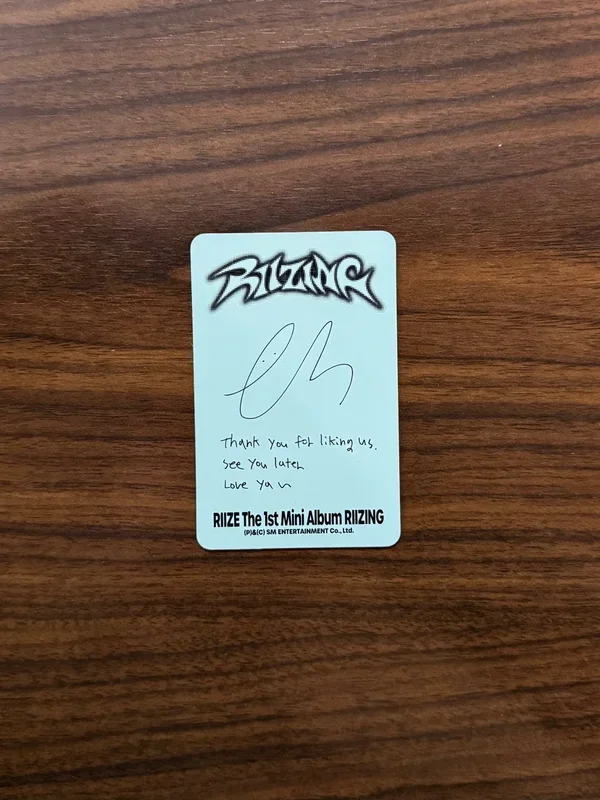 RIIZING
Thank you for liking us.
see you later
Love ya ~
RIIZE The 1st Mini Album RIIZING
(P)&(C) SM ENTERTAINMENT Co., Ltd.